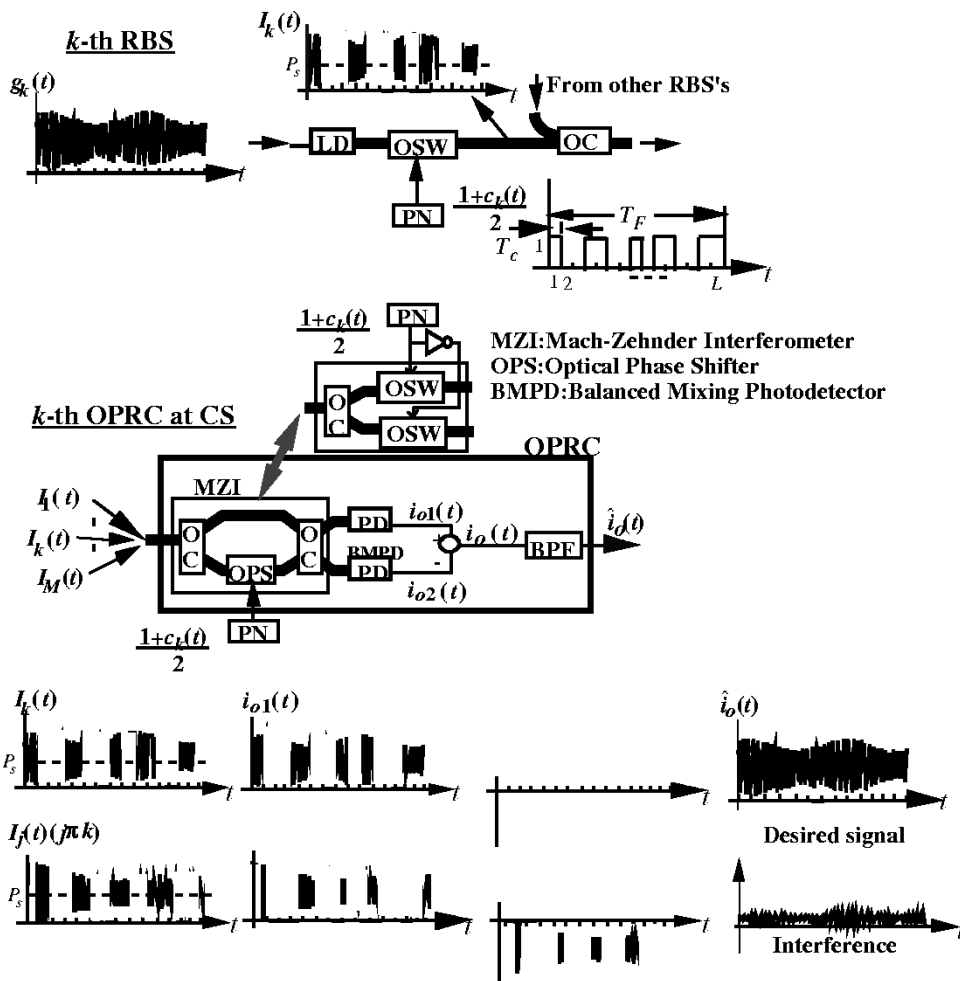 I_k(t)
k-th RBS
P_s
g_k(t)
t
From other RBS's
LD
OSW
OC
t
PN
1+c_k(t)
2
T_F
T_c
1
1 2
L
t
1+c_k(t)
2
PN
MZI:Mach-Zehnder Interferometer
OPS:Optical Phase Shifter
BMPD:Balanced Mixing Photodetector
O
C
OSW
OSW
k-th OPRC at CS
OPRC
MZI
I_1(t)
I_k(t)
I_M(t)
O
C
OPS
O
C
PD
BMPD
PD
i_o1(t)
+
-
i_o(t)
i_o2(t)
BPF
î_o(t)
1+c_k(t)
2
PN
I_k(t)
i_o1(t)
î_o(t)
P_s
t
t
t
t
Desired signal
I_j(t)(jπk)
P_s
t
t
t
t
Interference